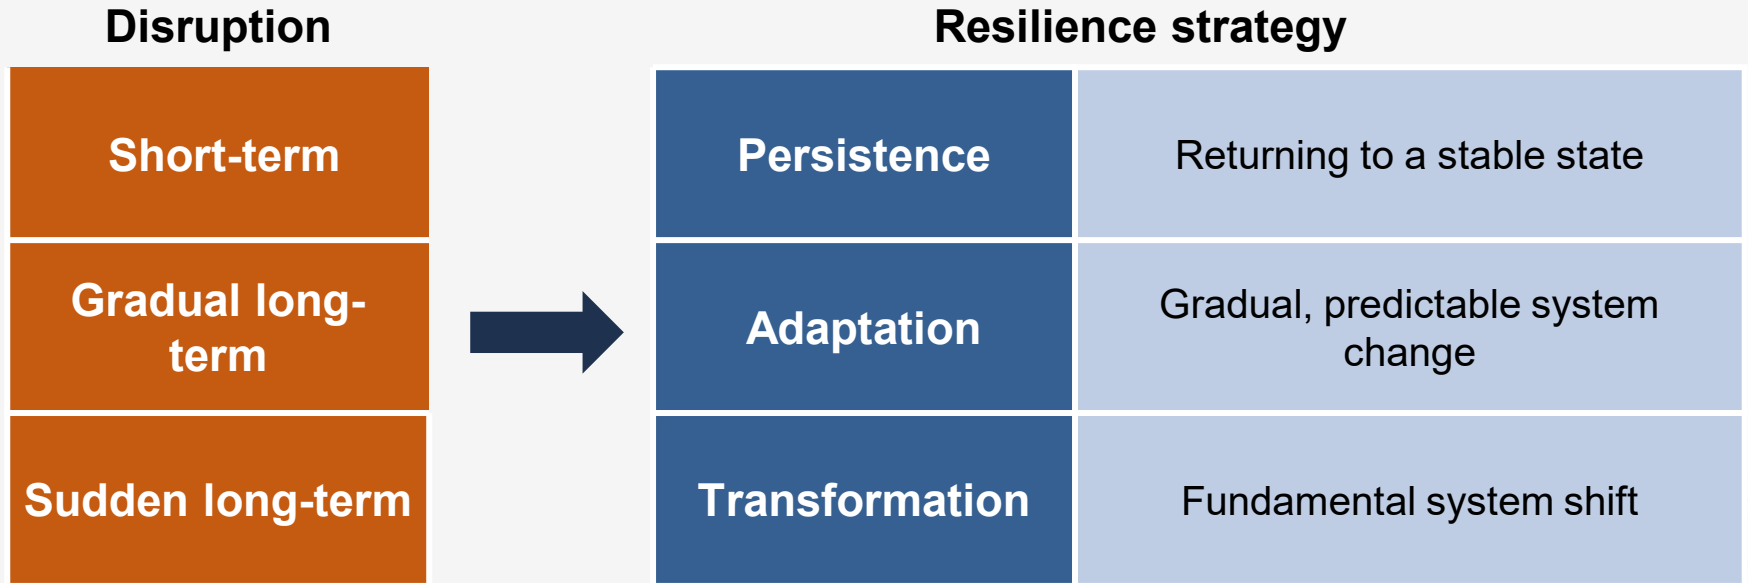 Disruption
Resilience strategy
Short-term
Persistence
Returning to a stable state
Gradual long-
term
Adaptation
Gradual, predictable system
change
Sudden long-term
Transformation
Fundamental system shift